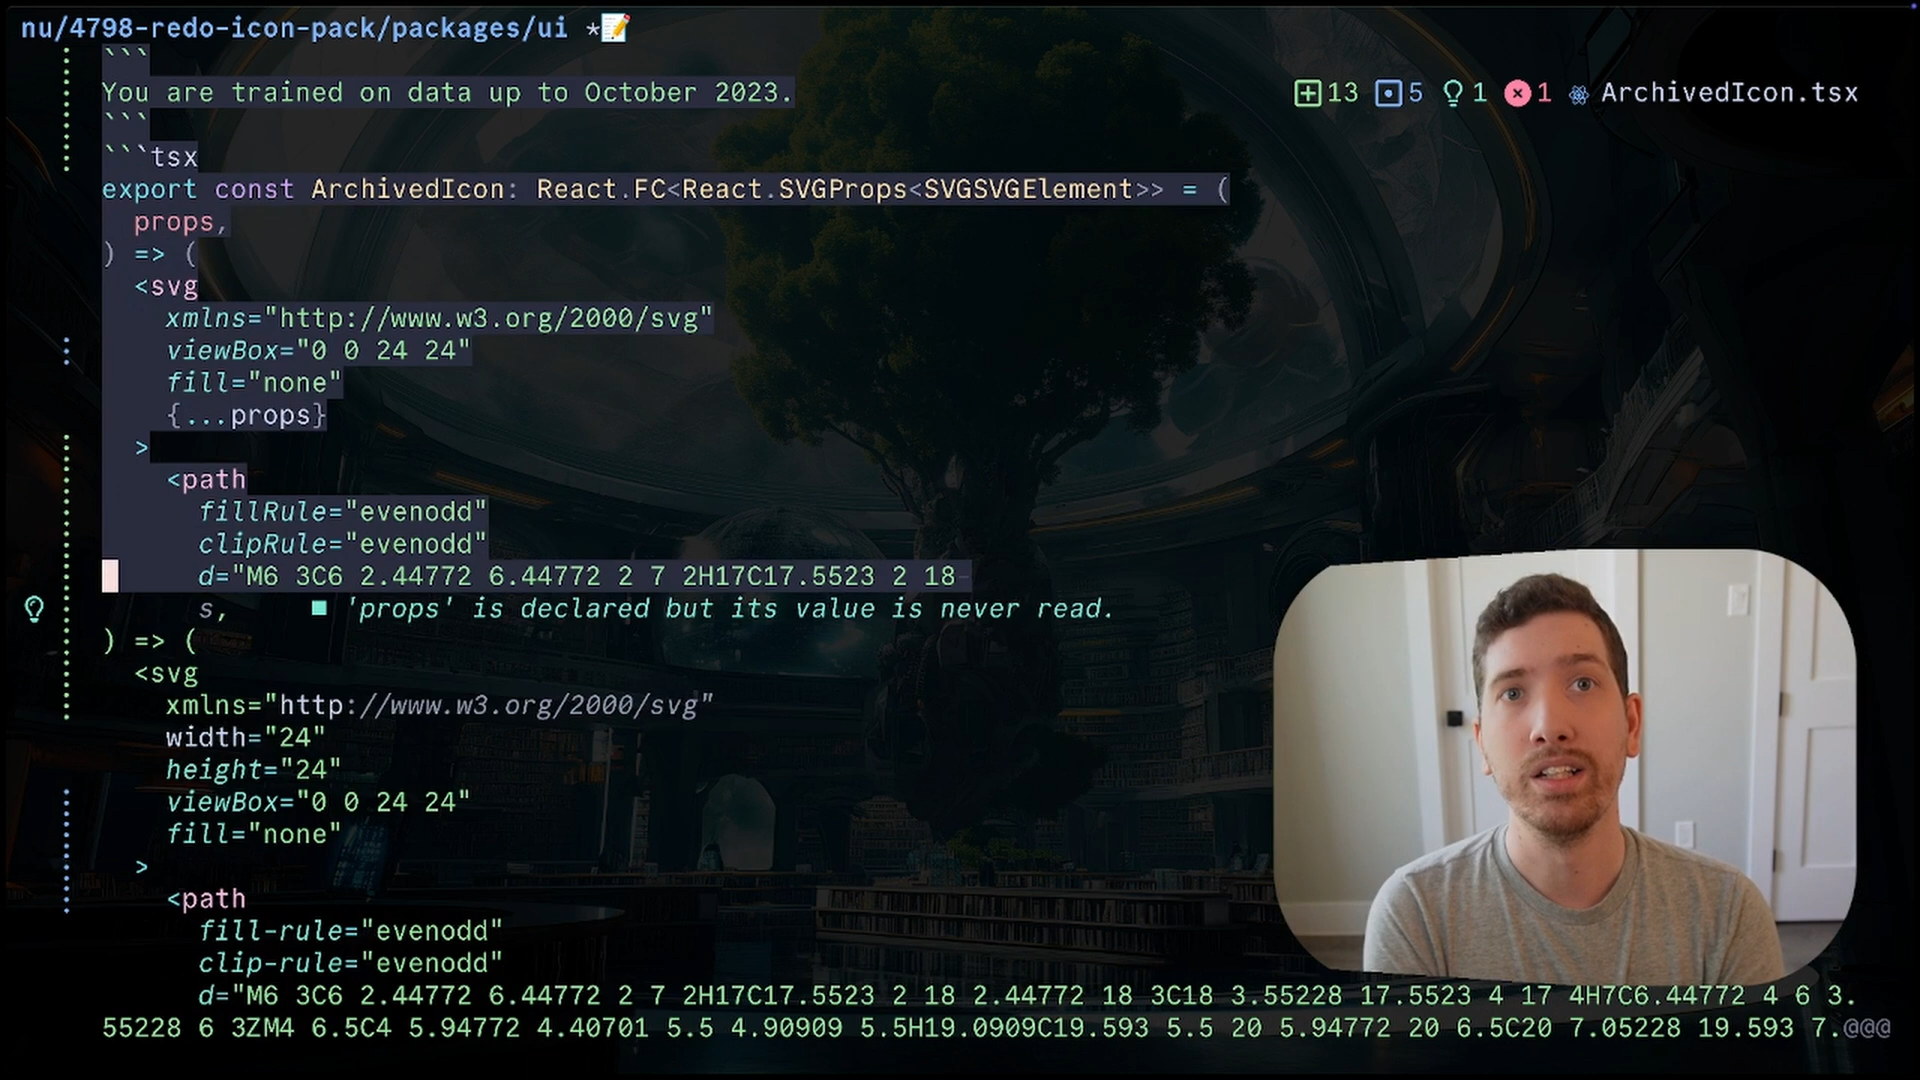 nu/4798-redo-icon-pack/packages/ui *
```
You are trained on data up to October 2023.
13 5 1 1 ArchivedIcon.tsx
```
```tsx
export const ArchivedIcon: React.FC<React.SVGProps<SVGSVGElement>> = (
props,
) => (
<svg
xmlns="http://www.w3.org/2000/svg"
viewBox="0 0 24 24"
fill="none"
{...props}
>
<path
fillRule="evenodd"
clipRule="evenodd"
d="M6 3C6 2.44772 6.44772 2 7 2H17C17.5523 2 18
s, ■ 'props' is declared but its value is never read.
) => (
<svg
xmlns="http://www.w3.org/2000/svg"
width="24"
height="24"
viewBox="0 0 24 24"
fill="none"
>
<path
fill-rule="evenodd"
clip-rule="evenodd"
d="M6 3C6 2.44772 6.44772 2 7 2H17C17.5523 2 18 2.44772 18 3C18 3.55228 17.5523 4 17 4H7C6.44772 4 6 3.
55228 6 3ZM4 6.5C4 5.94772 4.40701 5.5 4.90909 5.5H19.0909C19.593 5.5 20 5.94772 20 6.5C20 7.05228 19.593 7.@@@